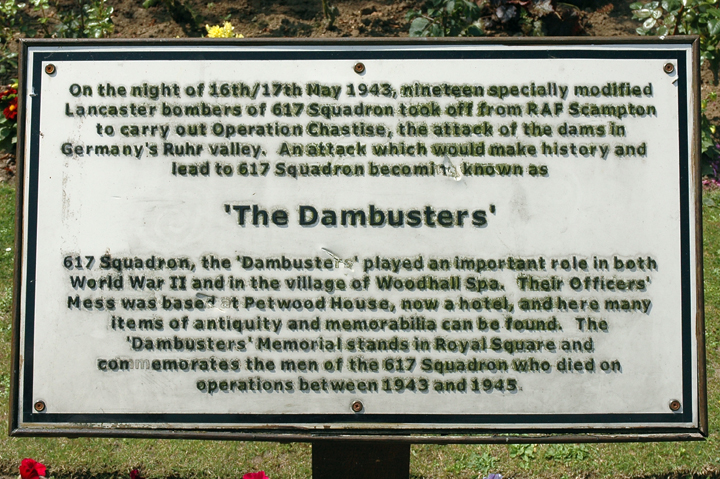 On the night of 16th/17th May 1943, nineteen specially modified
Lancaster bombers of 617 Squadron took off from RAF Scampton
to carry out Operation Chastise, the attack of the dams in
Germany's Ruhr valley. An attack which would make history and
lead to 617 Squadron becoming known as
'The Dambusters'
617 Squadron, the 'Dambusters' played an important role in both
World War II and in the village of Woodhall Spa. Their Officers'
Mess was based at Petwood House, now a hotel, and here many
items of antiquity and memorabilia can be found. The
'Dambusters' Memorial stands in Royal Square and
commemorates the men of the 617 Squadron who died on
operations between 1943 and 1945.